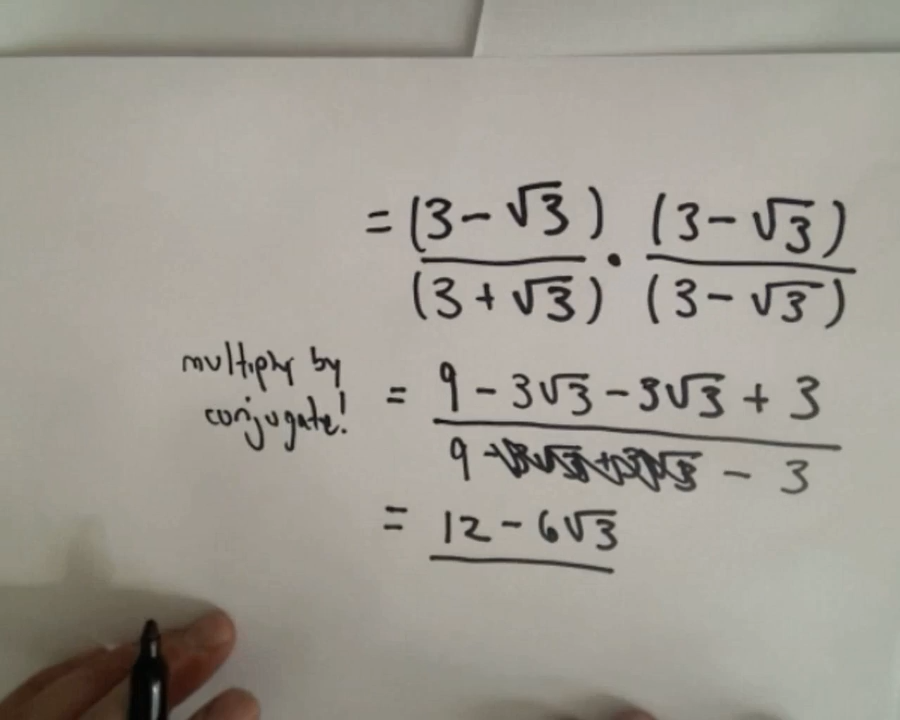 = (3 - √3) / (3 + √3) · (3 - √3) / (3 - √3)
multiply by
conjugate!
= 9 - 3√3 - 3√3 + 3
9 - 3
= 12 - 6√3